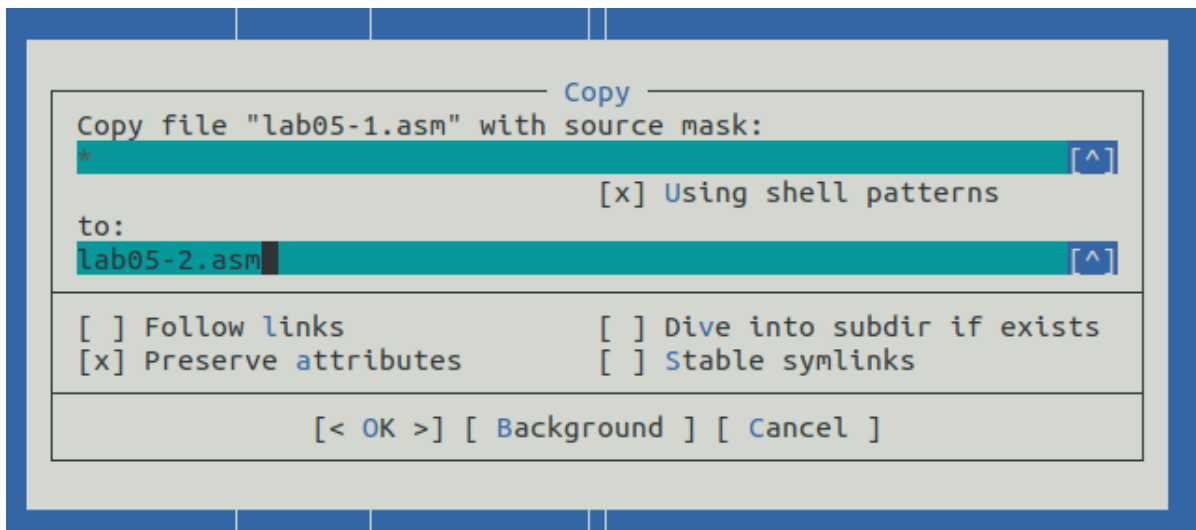 Copy
Copy file "lab05-1.asm" with source mask:
* [^]
[x] Using shell patterns
to:
lab05-2.asm [^]
[ ] Follow links [ ] Dive into subdir if exists
[x] Preserve attributes [ ] Stable symlinks
[< OK >] [ Background ] [ Cancel ]